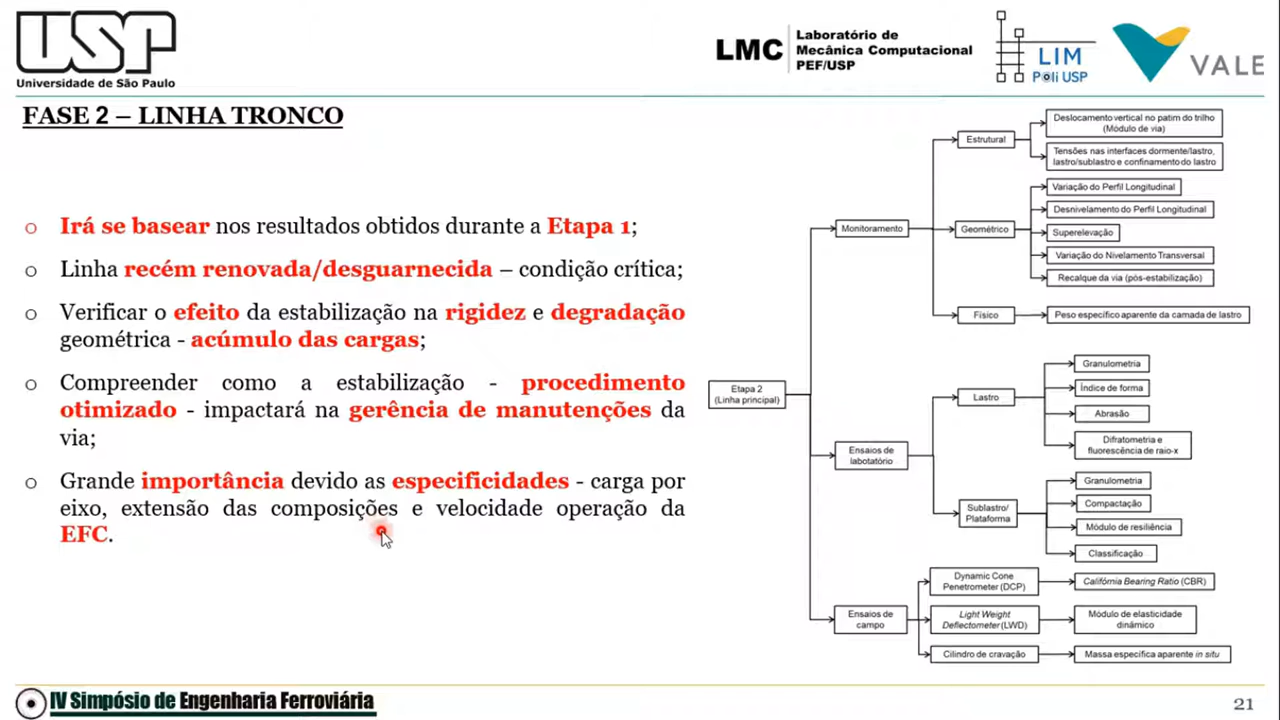 USP
Universidade de São Paulo
LMC
Laboratório de
Mecânica Computacional
PEF/USP
LIM
Poli USP
VALE
FASE 2 – LINHA TRONCO
Irá se basear nos resultados obtidos durante a Etapa 1;
Linha recém renovada/desguarnecida – condição crítica;
Verificar o efeito da estabilização na rigidez e degradação
geométrica - acúmulo das cargas;
Compreender como a estabilização - procedimento
otimizado - impactará na gerência de manutenções da
via;
Grande importância devido as especificidades - carga por
eixo, extensão das composições e velocidade operação da
EFC.
Etapa 2
(Linha principal)
Monitoramento
Estrutural
Deslocamento vertical no patim do trilho
(Módulo de via)
Tensões nas interfaces dormente/lastro,
lastro/sublastro e confinamento do lastro
Geométrico
Variação do Perfil Longitudinal
Desnivelamento do Perfil Longitudinal
Superelevação
Variação do Nivelamento Transversal
Recalque da via (pós-estabilização)
Físico
Peso específico aparente da camada de lastro
Ensaios de
labotatório
Lastro
Granulometria
Índice de forma
Abrasão
Difratometria e
fluorescência de raio-x
Sublastro/
Plataforma
Granulometria
Compactação
Módulo de resiliência
Classificação
Ensaios de
campo
Dynamic Cone
Penetrometer (DCP)
Califórnia Bearing Ratio (CBR)
Light Weight
Deflectometer (LWD)
Módulo de elasticidade
dinâmico
Cilindro de cravação
Massa específica aparente in situ
IV Simpósio de Engenharia Ferroviária
21